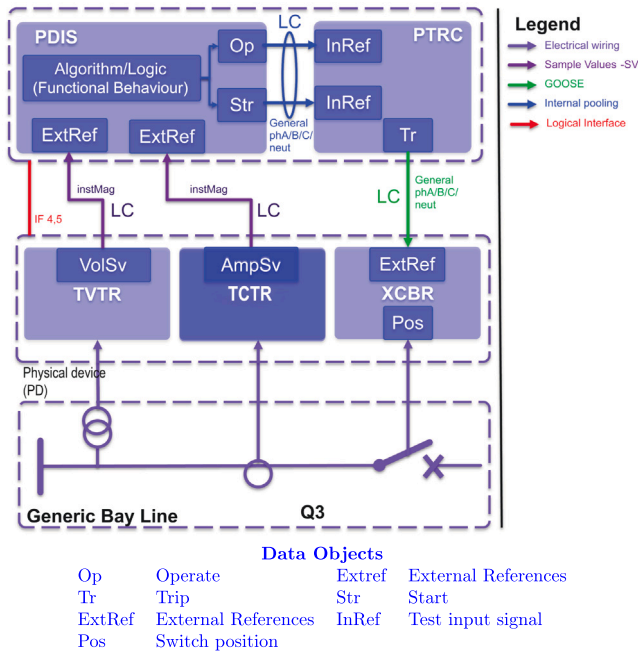 PDIS
Op
LC
InRef
PTRC
Algorithm/Logic
(Functional Behaviour)
Str
InRef
General
phA/B/C/
neut
ExtRef
ExtRef
Tr
IF 4,5
instMag
LC
instMag
LC
LC
General
phA/B/C/
neut
VolSv
TVTR
AmpSv
TCTR
ExtRef
XCBR
Pos
Physical device
(PD)
Generic Bay Line
Q3
Legend
Electrical wiring
Sample Values -SV
GOOSE
Internal pooling
Logical Interface
Data Objects
Op Operate Extref External References
Tr Trip Str Start
ExtRef External References InRef Test input signal
Pos Switch position